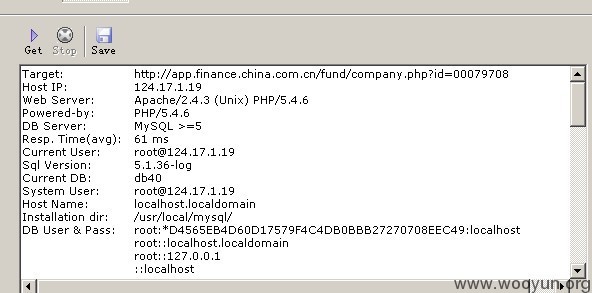 Get Stop Save
Target: http://app.finance.china.com.cn/fund/company.php?id=00079708
Host IP: 124.17.1.19
Web Server: Apache/2.4.3 (Unix) PHP/5.4.6
Powered-by: PHP/5.4.6
DB Server: MySQL >=5
Resp. Time(avg): 61 ms
Current User: root@124.17.1.19
Sql Version: 5.1.36-log
Current DB: db40
System User: root@124.17.1.19
Host Name: localhost.localdomain
Installation dir: /usr/local/mysql/
DB User & Pass: root:*D4565EB4D60D17579F4C4DB0BBB27270708EEC49:localhost
root::localhost.localdomain
root::127.0.0.1
::localhost
www.wooyun.org